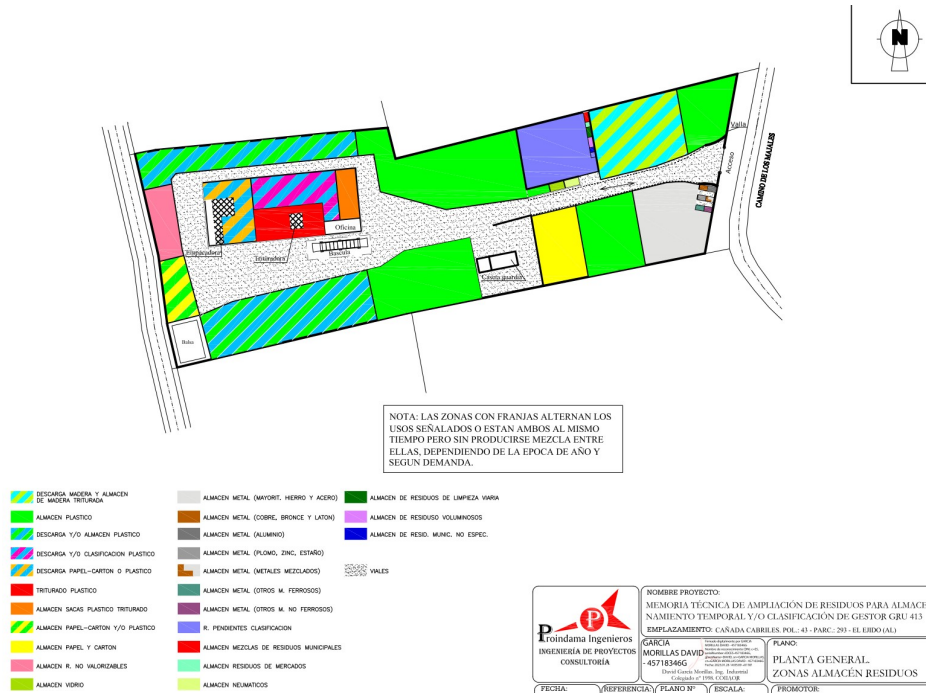 N
Valla
Acceso
CAMINO DE LOS MAJALES
Oficina
Bascula
Empacadora
Trituradora
Caseta guarda
Balsa
NOTA: LAS ZONAS CON FRANJAS ALTERNAN LOS
USOS SEÑALADOS O ESTAN AMBOS AL MISMO
TIEMPO PERO SIN PRODUCIRSE MEZCLA ENTRE
ELLAS, DEPENDIENDO DE LA EPOCA DE AÑO Y
SEGUN DEMANDA.
DESCARGA MADERA Y ALMACEN
DE MADERA TRITURADA
ALMACEN PLASTICO
DESCARGA Y/O ALMACEN PLASTICO
DESCARGA Y/O CLASIFICACION PLASTICO
DESCARGA PAPEL-CARTON O PLASTICO
TRITURADO PLASTICO
ALMACEN SACAS PLASTICO TRITURADO
ALMACEN PAPEL-CARTON Y/O PLASTICO
ALMACEN PAPEL Y CARTON
ALMACEN R. NO VALORIZABLES
ALMACEN VIDRIO
ALMACEN METAL (MAYORIT. HIERRO Y ACERO)
ALMACEN METAL (COBRE, BRONCE Y LATON)
ALMACEN METAL (ALUMINIO)
ALMACEN METAL (PLOMO, ZINC, ESTAÑO)
ALMACEN METAL (METALES MEZCLADOS)
ALMACEN METAL (OTROS M. FERROSOS)
ALMACEN METAL (OTROS M. NO FERROSOS)
R. PENDIENTES CLASIFICACION
ALMACEN MEZCLAS DE RESIDUOS MUNICIPALES
ALMACEN RESIDUOS DE MERCADOS
ALMACEN NEUMATICOS
ALMACEN DE RESIDUOS DE LIMPIEZA VIARIA
ALMACEN DE RESIDUSO VOLUMINOSOS
ALMACEN DE RESID. MUNIC. NO ESPEC.
VIALES
P
Proindama Ingenieros
INGENIERÍA DE PROYECTOS
CONSULTORÍA
NOMBRE PROYECTO:
MEMORIA TÉCNICA DE AMPLIACIÓN DE RESIDUOS PARA ALMACE
NAMIENTO TEMPORAL Y/O CLASIFICACIÓN DE GESTOR GRU 413
EMPLAZAMIENTO: CAÑADA CABRILES. POL.: 43 - PARC.: 293 - EL EJIDO (AL)
GARCIA
MORILLAS DAVID
- 45718346G
David García Morillas. Ing. Industrial
Colegiado nº 1998. COIIAOR
PLANO:
PLANTA GENERAL.
ZONAS ALMACÉN RESIDUOS
FECHA:
REFERENCIA:
PLANO Nº
ESCALA:
PROMOTOR: